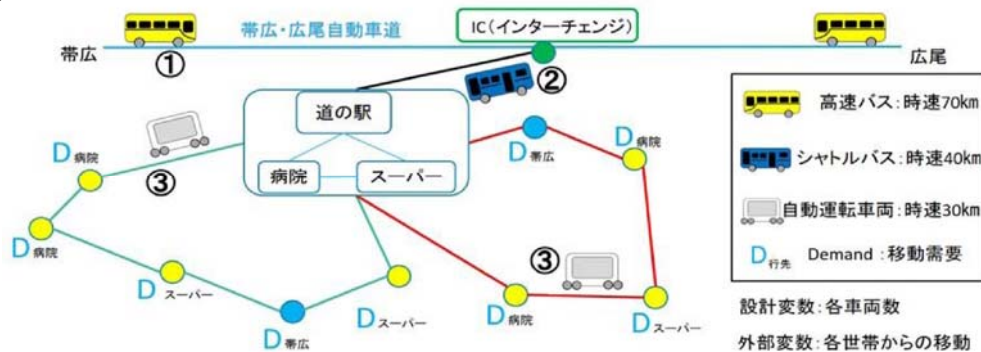 帯広・広尾自動車道
IC(インターチェンジ)
帯広
広尾
①
②
道の駅
病院
スーパー
③
D病院
D病院
Dスーパー
D帯広
Dスーパー
D帯広
D病院
③
D病院
Dスーパー
高速バス:時速70km
シャトルバス:時速40km
自動運転車両:時速30km
D行先 Demand:移動需要
設計変数:各車両数
外部変数:各世帯からの移動